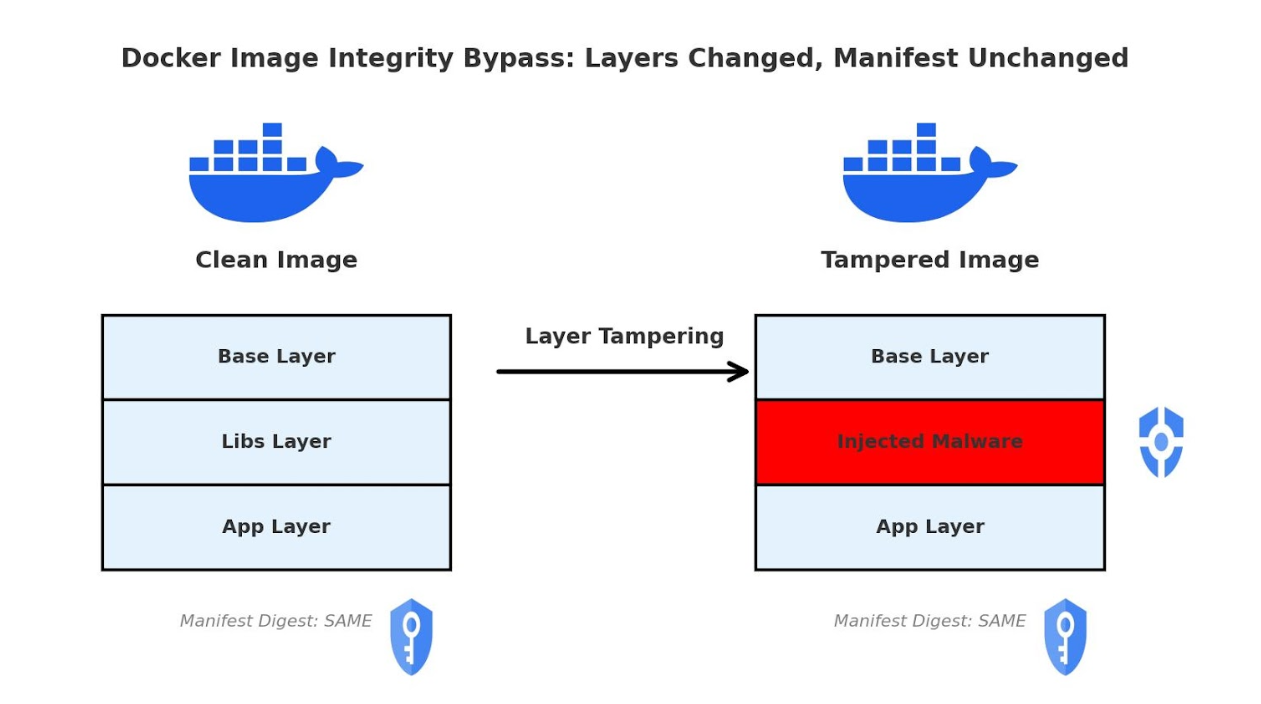 Docker Image Integrity Bypass: Layers Changed, Manifest Unchanged
Clean Image
Tampered Image
Base Layer
Libs Layer
App Layer
Layer Tampering
Base Layer
Injected Malware
App Layer
Manifest Digest: SAME
Manifest Digest: SAME